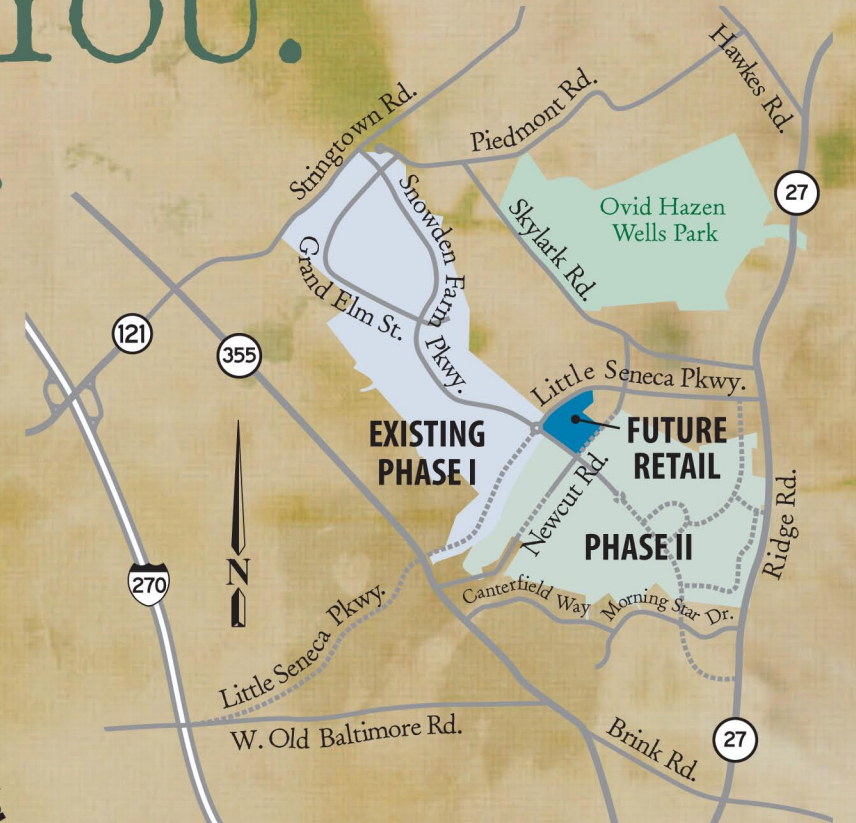 YOU.
Hawkes Rd.
Stringtown Rd.
Piedmont Rd.
27
Snowden Farm Pkwy.
Skylark Rd.
Ovid Hazen
Wells Park
Grand Elm St.
121
355
Little Seneca Pkwy.
EXISTING
PHASE I
FUTURE
RETAIL
Newcut Rd.
Ridge Rd.
PHASE II
270
N
Canterfield Way
Morning Star Dr.
Little Seneca Pkwy.
W. Old Baltimore Rd.
Brink Rd.
27